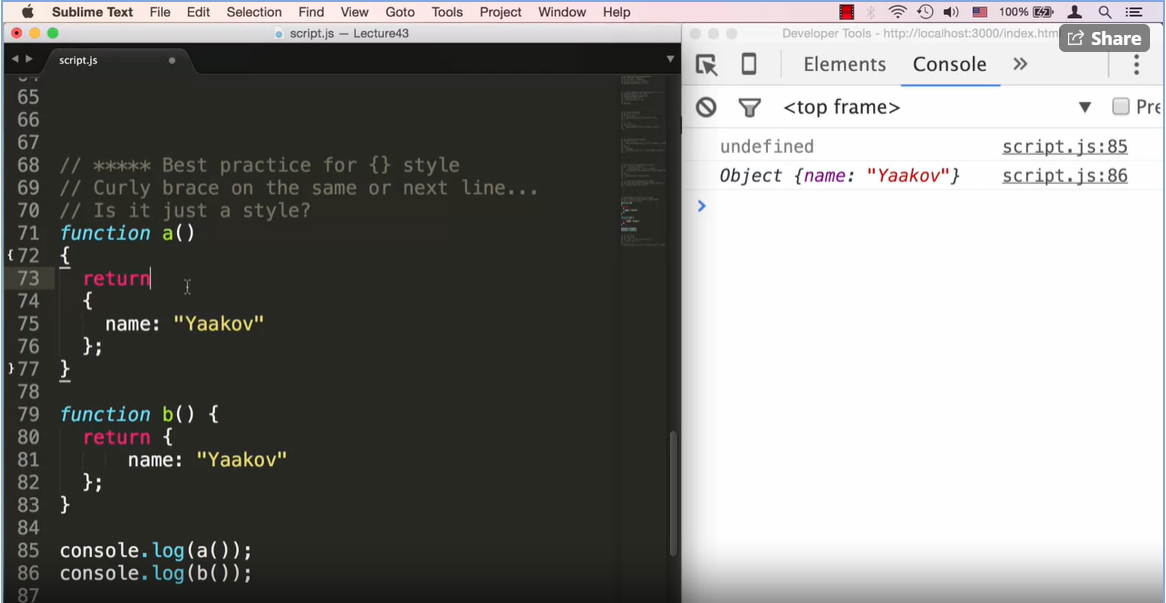 Sublime Text File Edit Selection Find View Goto Tools Project Window Help 100%
script.js — Lecture43
Developer Tools - http://localhost:3000/index.htm
Share
script.js
Elements Console »
<top frame> Pre
65
66
67
68 // ***** Best practice for {} style
69 // Curly brace on the same or next line...
70 // Is it just a style?
71 function a()
{72 {
73 return
74 {
75 name: "Yaakov"
76 };
}77 }
78
79 function b() {
80 return {
81 name: "Yaakov"
82 };
83 }
84
85 console.log(a());
86 console.log(b());
87
undefined script.js:85
Object {name: "Yaakov"} script.js:86
>